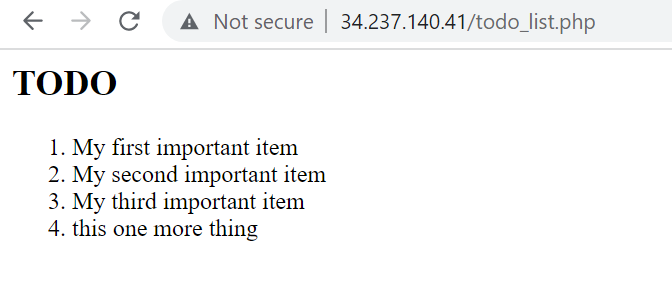 Not secure | 34.237.140.41/todo_list.php
TODO
1. My first important item
2. My second important item
3. My third important item
4. this one more thing